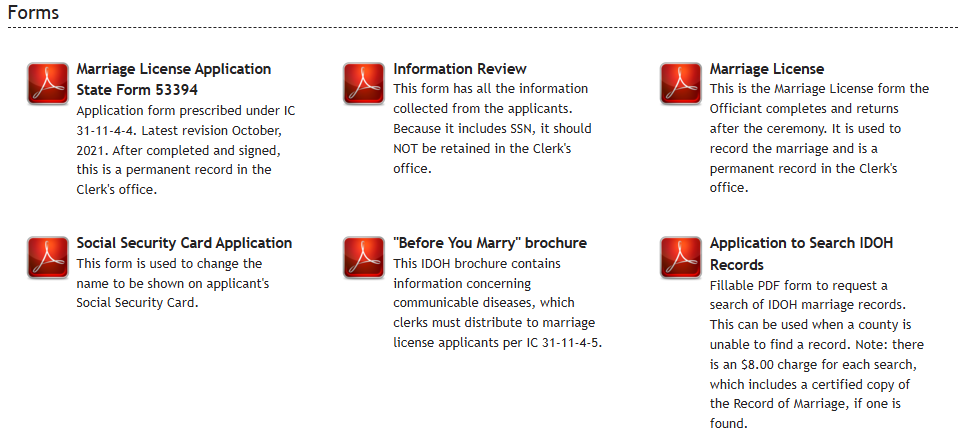 Forms
Marriage License Application
State Form 53394
Application form prescribed under IC
31-11-4-4. Latest revision October,
2021. After completed and signed,
this is a permanent record in the
Clerk's office.
Information Review
This form has all the information
collected from the applicants.
Because it includes SSN, it should
NOT be retained in the Clerk's
office.
Marriage License
This is the Marriage License form the
Officiant completes and returns
after the ceremony. It is used to
record the marriage and is a
permanent record in the Clerk's
office.
Social Security Card Application
This form is used to change the
name to be shown on applicant's
Social Security Card.
"Before You Marry" brochure
This IDOH brochure contains
information concerning
communicable diseases, which
clerks must distribute to marriage
license applicants per IC 31-11-4-5.
Application to Search IDOH
Records
Fillable PDF form to request a
search of IDOH marriage records.
This can be used when a county is
unable to find a record. Note: there
is an $8.00 charge for each search,
which includes a certified copy of
the Record of Marriage, if one is
found.